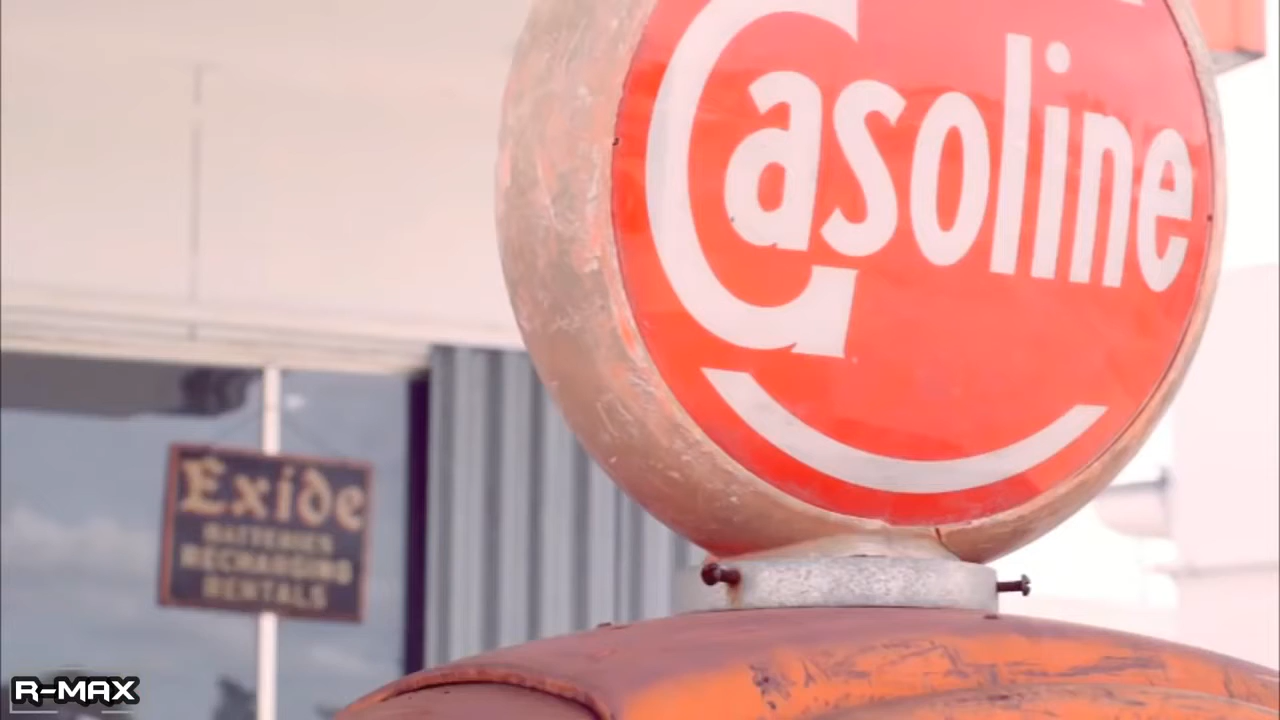 Gasoline
Exide
BATTERIES
RECHARGING
RENTALS
R-MAX